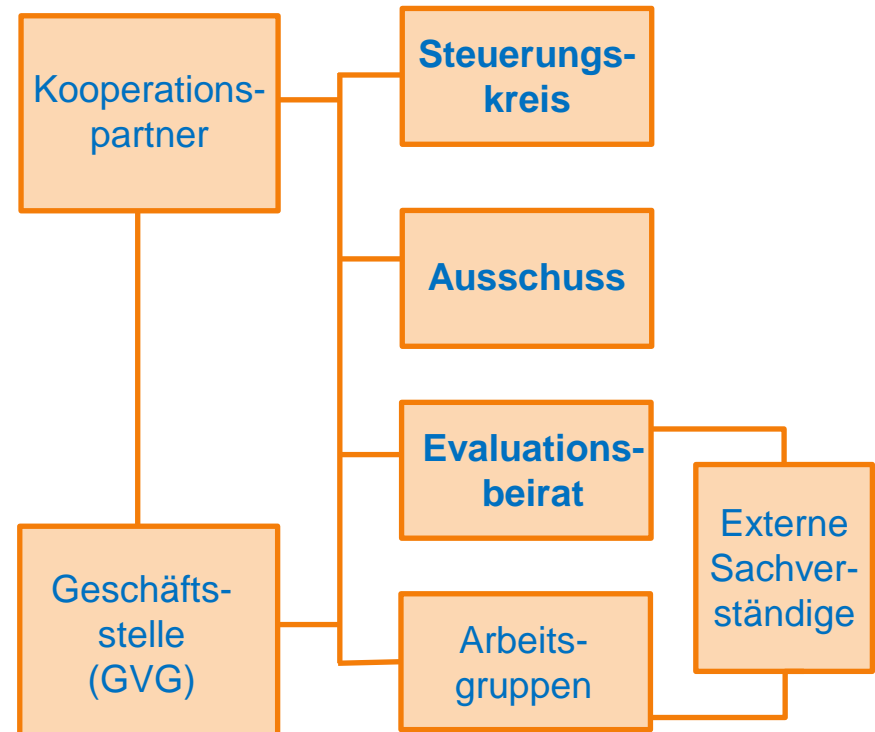 Kooperations-
partner
Steuerungs-
kreis
Ausschuss
Evaluations-
beirat
Externe
Sachver-
ständige
Geschäfts-
stelle
(GVG)
Arbeits-
gruppen